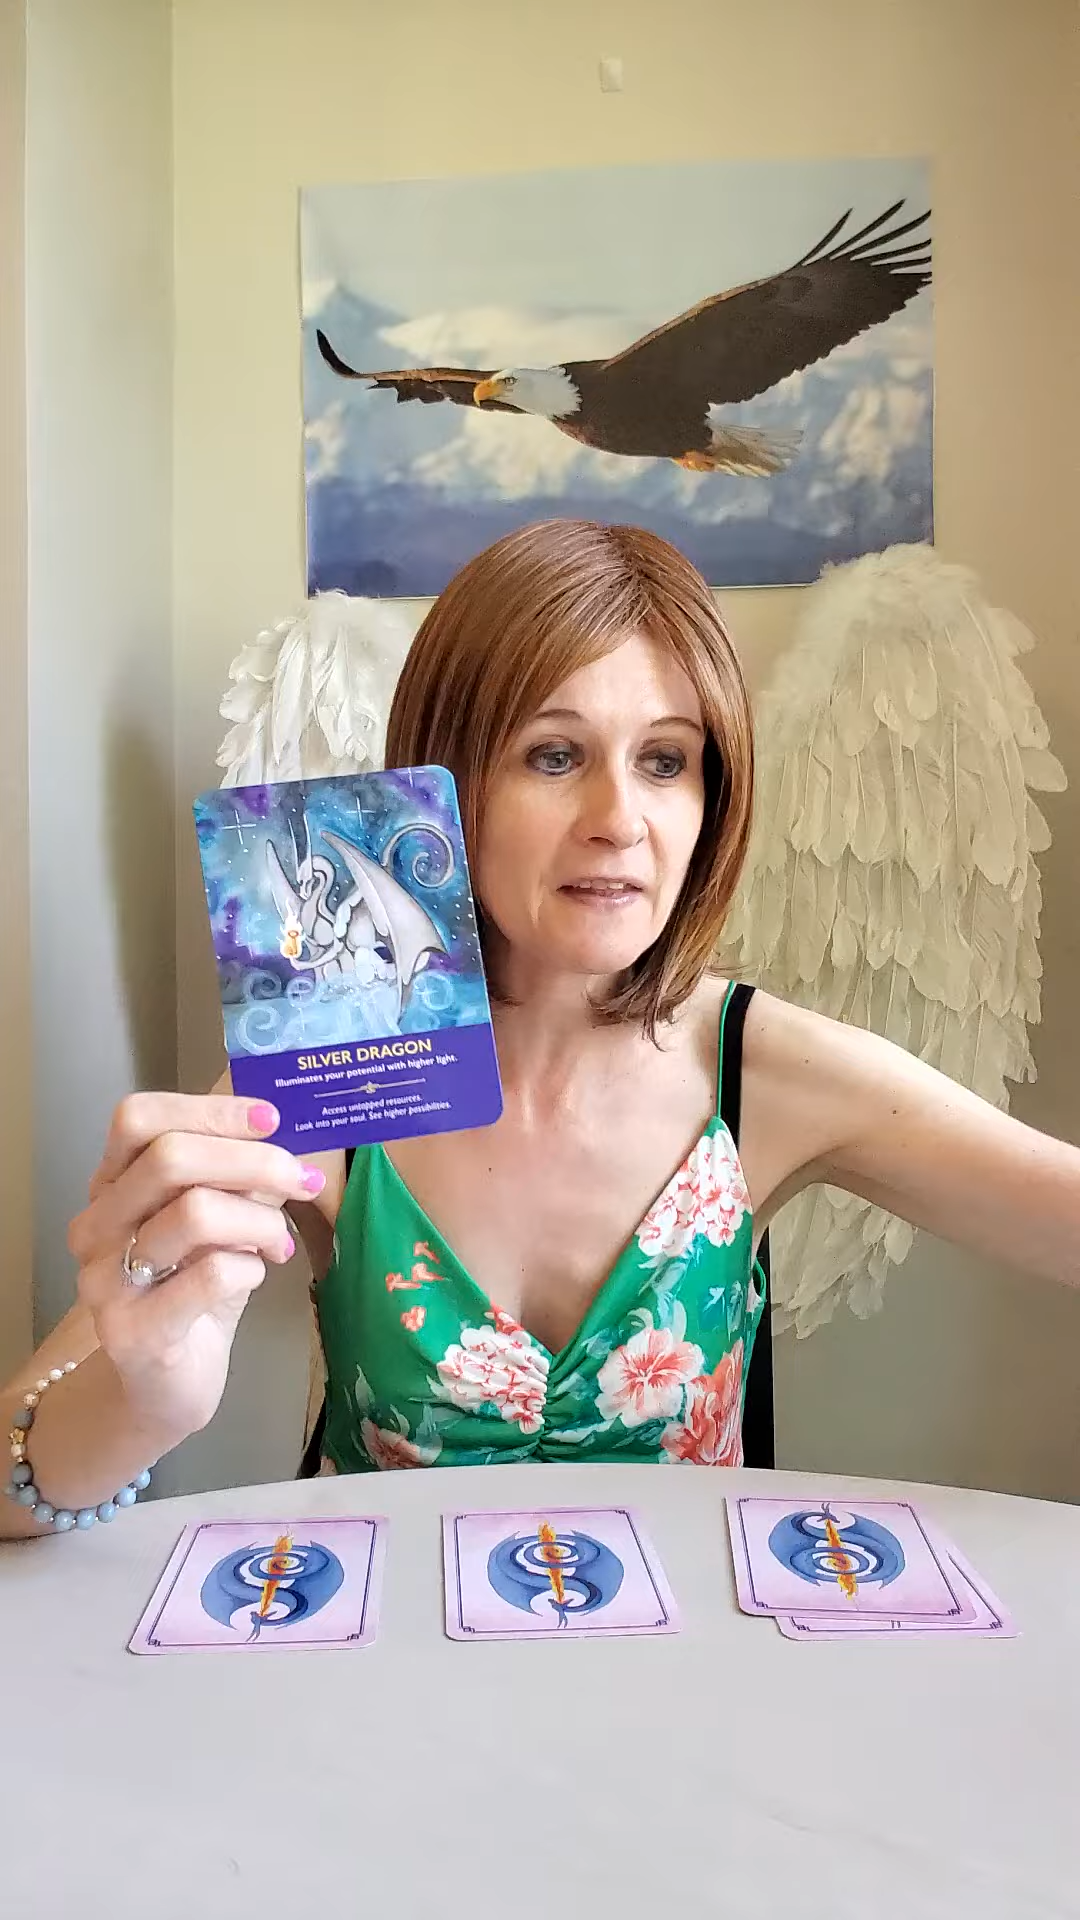 SILVER DRAGON
Illuminates your potential with higher light.
Access untapped resources.
Look into your soul. See higher possibilities.